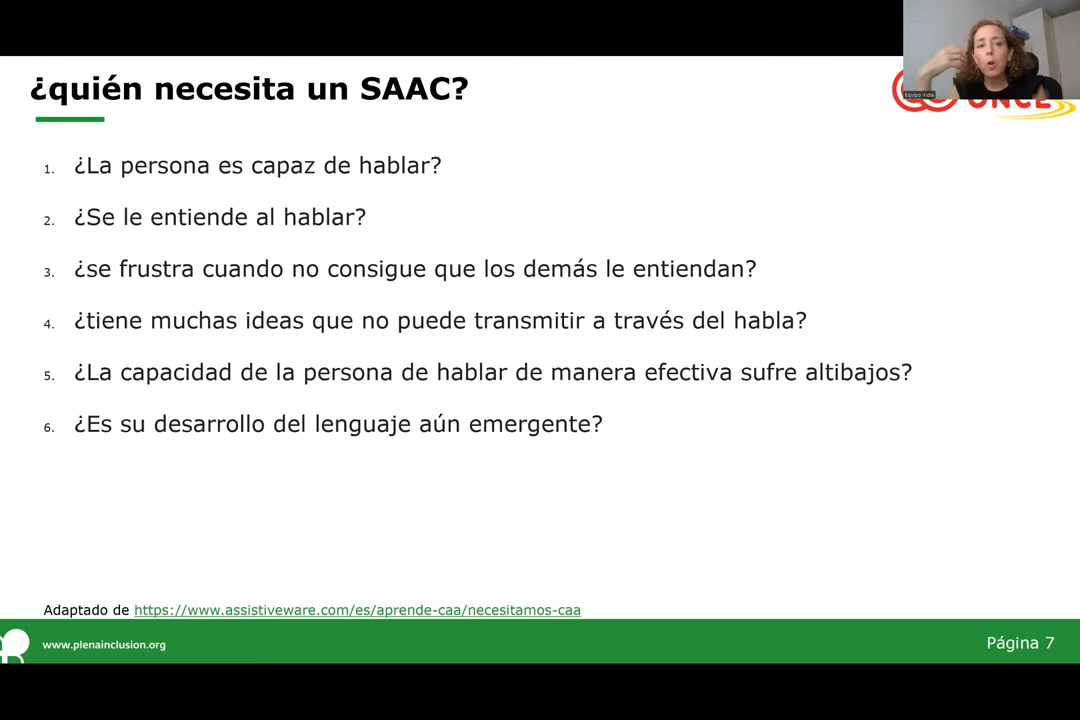 ¿quién necesita un SAAC?
Equipo Iridia
ONCE
1. ¿La persona es capaz de hablar?
2. ¿Se le entiende al hablar?
3. ¿se frustra cuando no consigue que los demás le entiendan?
4. ¿tiene muchas ideas que no puede transmitir a través del habla?
5. ¿La capacidad de la persona de hablar de manera efectiva sufre altibajos?
6. ¿Es su desarrollo del lenguaje aún emergente?
Adaptado de https://www.assistiveware.com/es/aprende-caa/necesitamos-caa
www.plenainclusion.org
Página 7